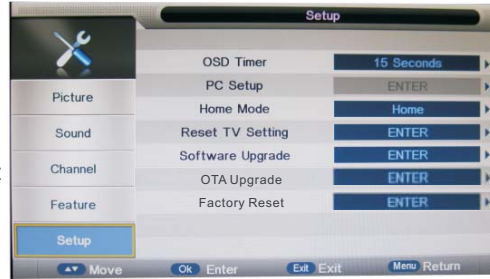 Setup
OSD Timer 15 Seconds
PC Setup ENTER
Home Mode Home
Reset TV Setting ENTER
Software Upgrade ENTER
OTA Upgrade ENTER
Factory Reset ENTER
Picture
Sound
Channel
Feature
Setup
Move Ok Enter Exit Exit Menu Return